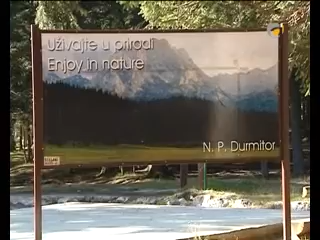 Uživajte u prirodi
Enjoy in nature
N. P. Durmitor